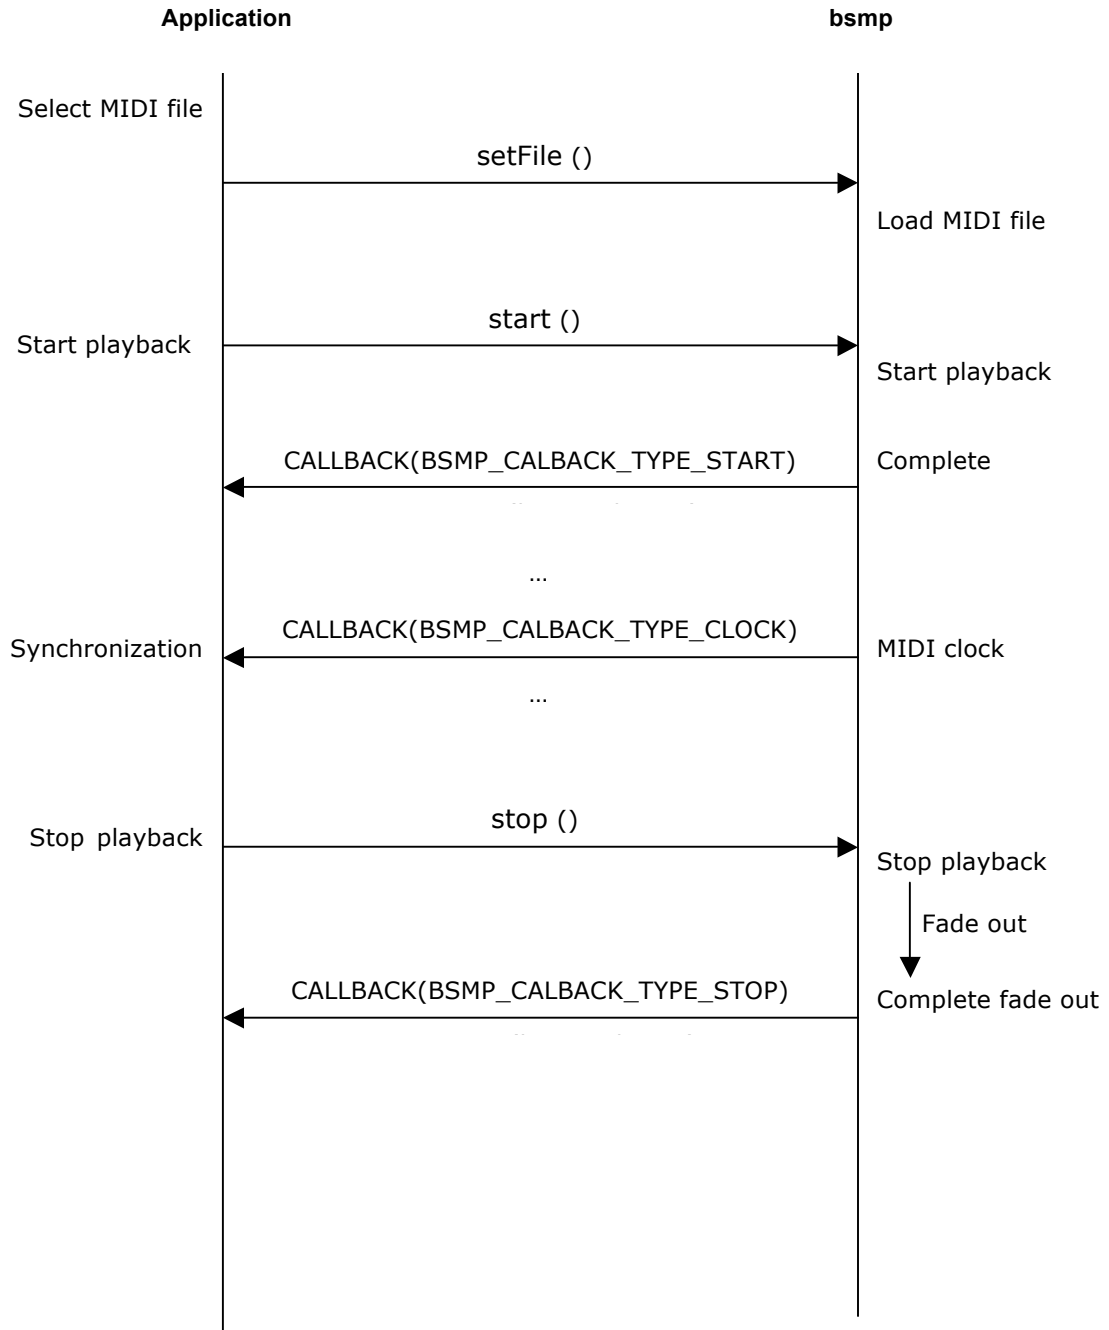 Application
bsmp
Select MIDI file
setFile ()
Load MIDI file
start ()
Start playback
Start playback
CALLBACK(BSMP_CALBACK_TYPE_START)
Complete
...
CALLBACK(BSMP_CALBACK_TYPE_CLOCK)
Synchronization
MIDI clock
...
stop ()
Stop playback
Stop playback
Fade out
CALLBACK(BSMP_CALBACK_TYPE_STOP)
Complete fade out